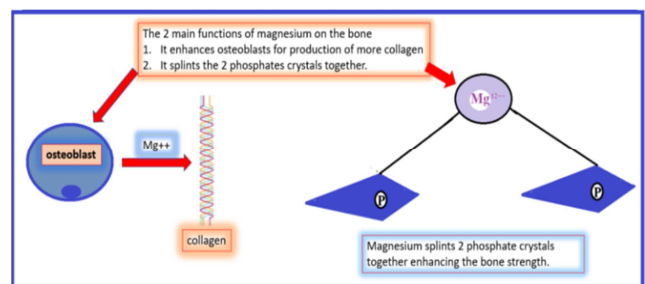 The 2 main functions of magnesium on the bone
1. It enhances osteoblasts for production of more collagen
2. It splints the 2 phosphates crystals together.
Mg
osteoblast
Mg++
P
P
collagen
Magnesium splints 2 phosphate crystals
together enhancing the bone strength.